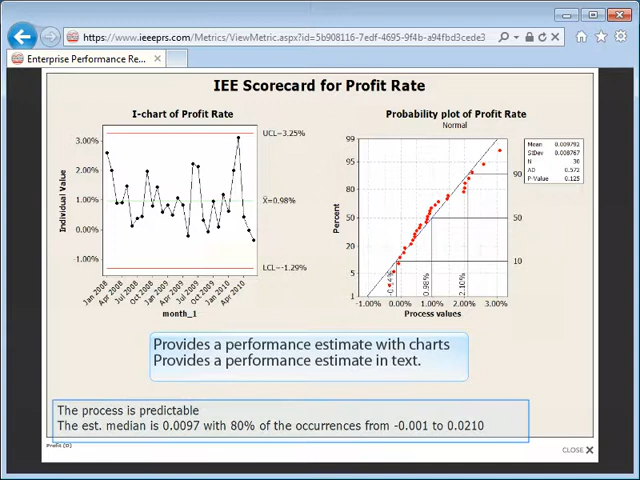 https://www.ieeeprs.com/Metrics/ViewMetric.aspx?id=5b908116-7edf-4695-9f4b-a94fbd3cede3
Enterprise Performance Re...
IEE Scorecard for Profit Rate
I-chart of Profit Rate
Individual Value
3.00%
2.00%
1.00%
0.00%
-1.00%
UCL=3.25%
X̄=0.98%
LCL=-1.29%
Jan 2008
Apr 2008
Jul 2008
Oct 2008
Jan 2009
Apr 2009
Jul 2009
Oct 2009
Jan 2010
Apr 2010
month_1
Probability plot of Profit Rate
Normal
Percent
99
95
80
50
20
5
1
90
50
10
0.98%
2.10%
-1.00%
0.00%
1.00%
2.00%
3.00%
Process values
Mean 0.009792
StDev 0.008767
N 30
AD 0.572
P-Value 0.125
Provides a performance estimate with charts
Provides a performance estimate in text.
The process is predictable
The est. median is 0.0097 with 80% of the occurrences from -0.001 to 0.0210
CLOSE X